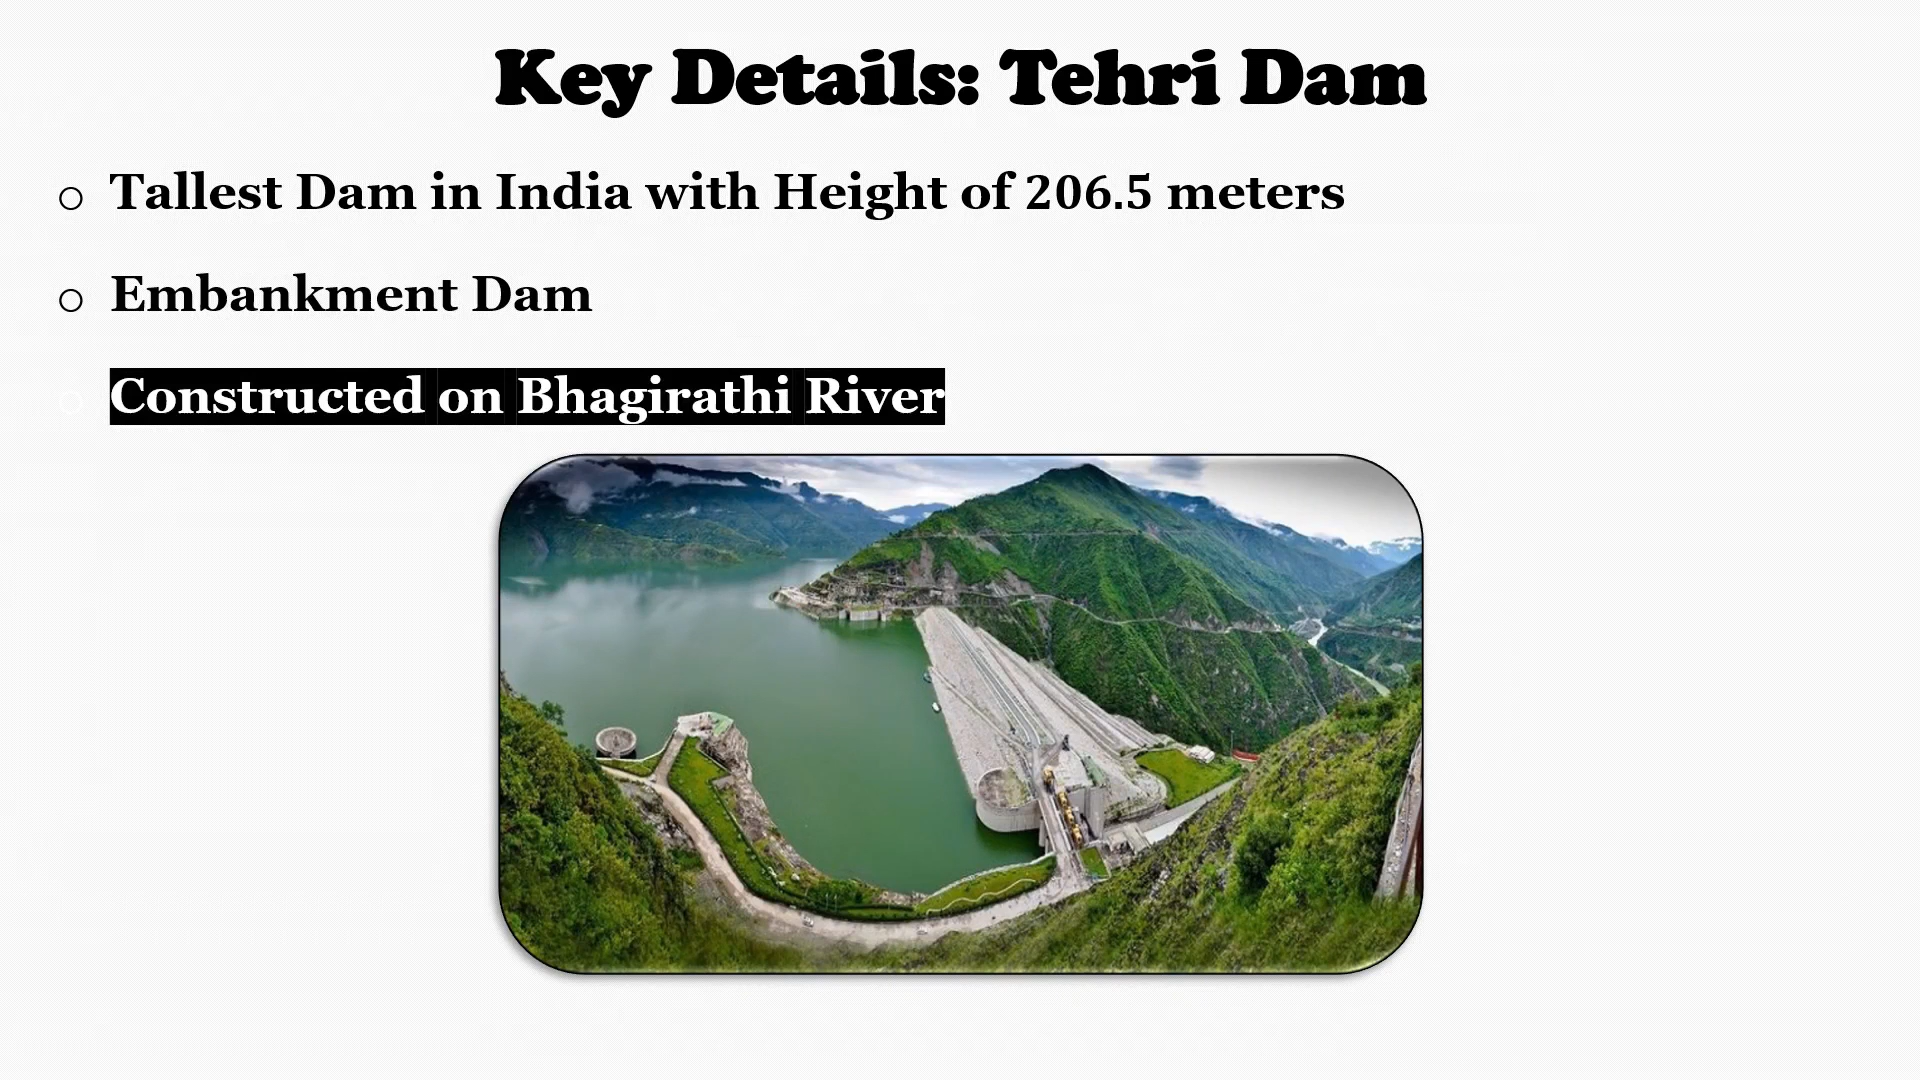 Key Details: Tehri Dam
Tallest Dam in India with Height of 206.5 meters
Embankment Dam
Constructed on Bhagirathi River